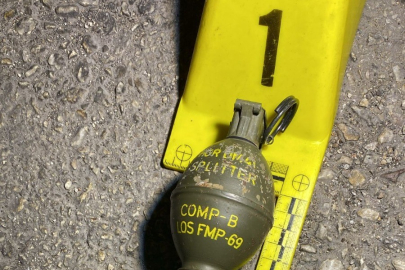 1
SPLITTER
COMP-B
LOS FMP-69